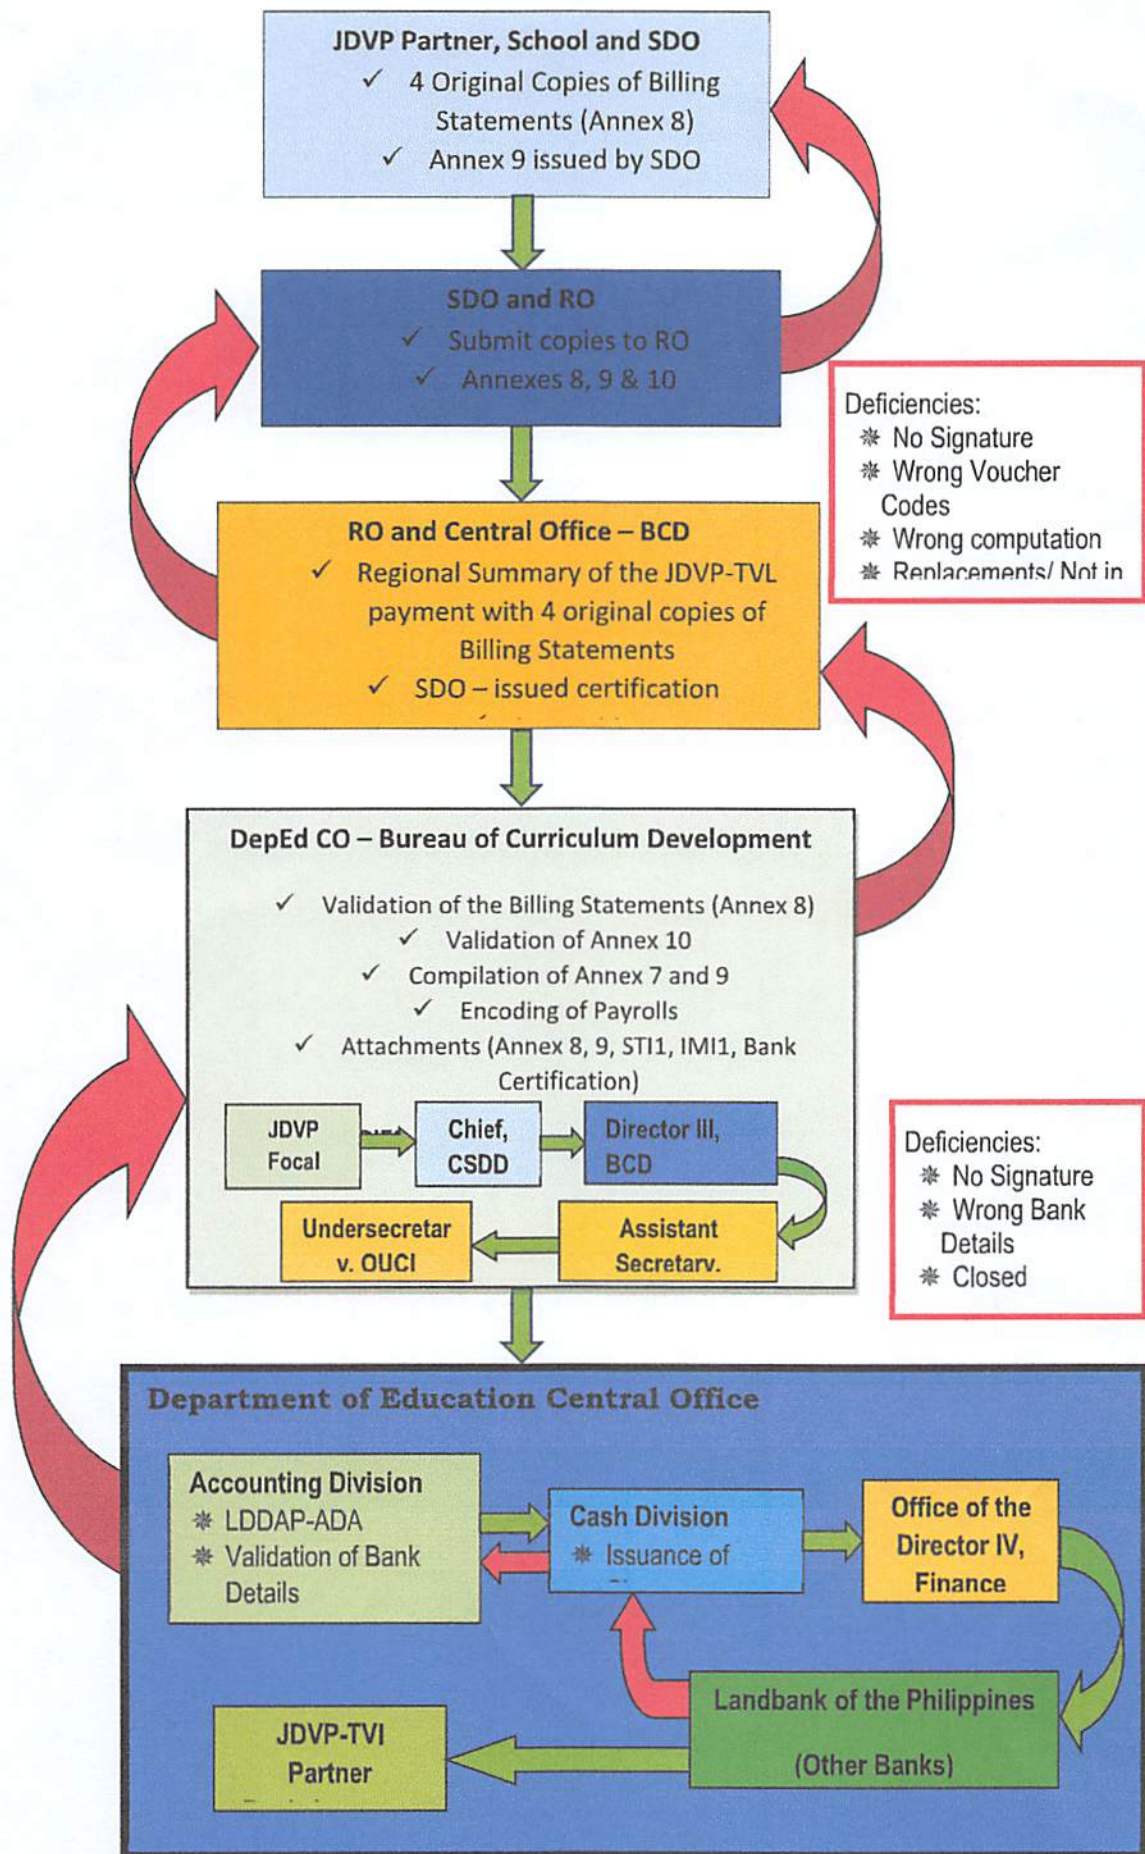 JDVP Partner, School and SDO
✓ 4 Original Copies of Billing
Statements (Annex 8)
✓ Annex 9 issued by SDO
SDO and RO
✓ Submit copies to RO
✓ Annexes 8, 9 & 10
Deficiencies:
✵ No Signature
✵ Wrong Voucher
Codes
✵ Wrong computation
✵ Replacements/ Not in
RO and Central Office – BCD
✓ Regional Summary of the JDVP-TVL
payment with 4 original copies of
Billing Statements
✓ SDO – issued certification
DepEd CO – Bureau of Curriculum Development
✓ Validation of the Billing Statements (Annex 8)
✓ Validation of Annex 10
✓ Compilation of Annex 7 and 9
✓ Encoding of Payrolls
✓ Attachments (Annex 8, 9, STI1, IMI1, Bank
Certification)
JDVP
Focal
Chief,
CSDD
Director III,
BCD
Assistant
Secretary.
Undersecretar
y. OUCI
Deficiencies:
✵ No Signature
✵ Wrong Bank
Details
✵ Closed
Department of Education Central Office
Accounting Division
✵ LDDAP-ADA
✵ Validation of Bank
Details
Cash Division
✵ Issuance of
Office of the
Director IV,
Finance
Landbank of the Philippines
(Other Banks)
JDVP-TVI
Partner